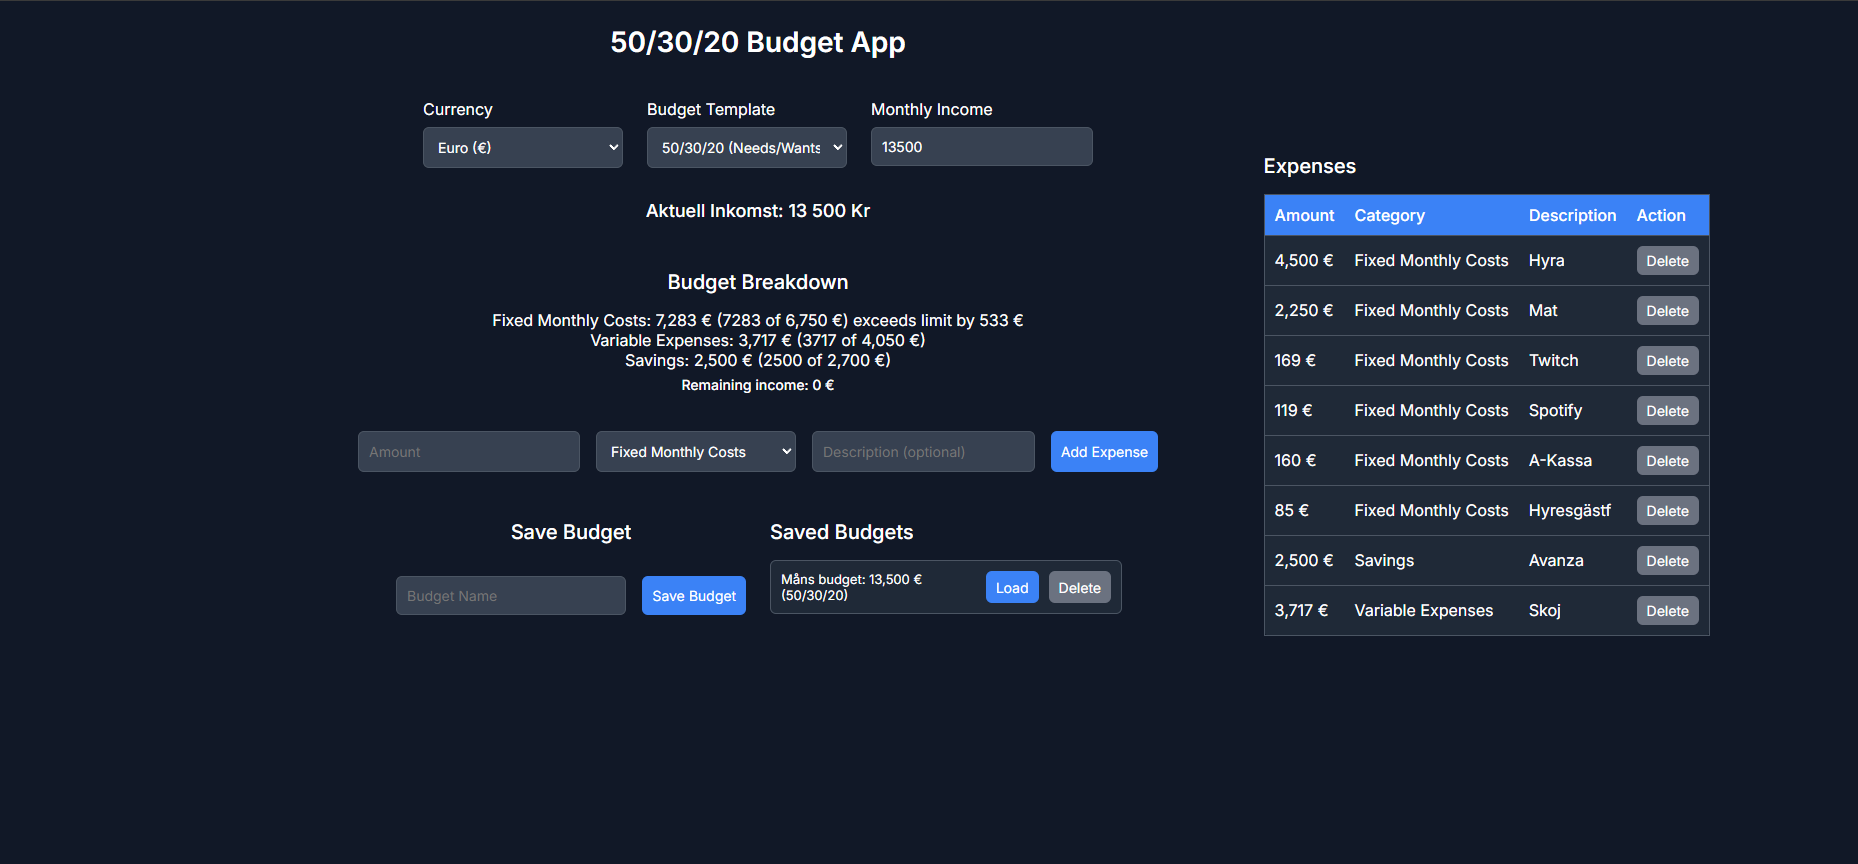 50/30/20 Budget App
Currency Budget Template Monthly Income
Euro (€) 50/30/20 (Needs/Wants 13500
Aktuell Inkomst: 13 500 Kr
Budget Breakdown
Fixed Monthly Costs: 7,283 € (7283 of 6,750 €) exceeds limit by 533 €
Variable Expenses: 3,717 € (3717 of 4,050 €)
Savings: 2,500 € (2500 of 2,700 €)
Remaining income: 0 €
Amount Fixed Monthly Costs Description (optional) Add Expense
Save Budget
Budget Name Save Budget
Saved Budgets
Måns budget: 13,500 €
(50/30/20)
Load Delete
Expenses
Amount Category Description Action
4,500 € Fixed Monthly Costs Hyra Delete
2,250 € Fixed Monthly Costs Mat Delete
169 € Fixed Monthly Costs Twitch Delete
119 € Fixed Monthly Costs Spotify Delete
160 € Fixed Monthly Costs A-Kassa Delete
85 € Fixed Monthly Costs Hyresgästf Delete
2,500 € Savings Avanza Delete
3,717 € Variable Expenses Skoj Delete